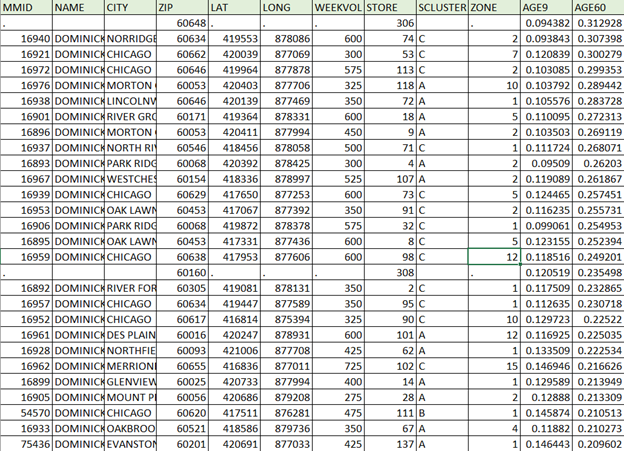 MMID NAME CITY ZIP LAT LONG WEEKVOL STORE SCLUSTER ZONE AGE9 AGE60
. 60648 . . . 306 . 0.094382 0.312928
16940 DOMINICK NORRIDGE 60634 419553 878086 600 74 C 2 0.093843 0.307398
16921 DOMINICK CHICAGO 60662 420039 877069 300 53 C 7 0.120839 0.300279
16972 DOMINICK CHICAGO 60646 419964 877878 575 113 C 2 0.103085 0.299353
16976 DOMINICK MORTON 60053 420403 877706 325 118 A 10 0.103792 0.289442
16938 DOMINICK LINCOLNW 60646 420139 877469 350 72 A 1 0.105576 0.283728
16901 DOMINICK RIVER GRO 60171 419364 878331 600 18 A 5 0.110095 0.272313
16896 DOMINICK MORTON 60053 420411 877994 450 9 A 2 0.103503 0.269119
16937 DOMINICK NORTH RIV 60546 418456 878058 500 71 C 1 0.111724 0.268071
16893 DOMINICK PARK RIDG 60068 420392 878425 300 4 A 2 0.09509 0.26203
16967 DOMINICK WESTCHES 60154 418336 878997 525 107 A 2 0.119089 0.261867
16939 DOMINICK CHICAGO 60629 417650 877253 600 73 C 5 0.124465 0.257451
16953 DOMINICK OAK LAWN 60453 417067 877392 350 91 C 2 0.116235 0.255731
16906 DOMINICK PARK RIDG 60068 419872 878378 575 32 C 1 0.099061 0.254953
16895 DOMINICK OAK LAWN 60453 417331 877436 600 8 C 5 0.123155 0.252394
16959 DOMINICK CHICAGO 60638 417953 877606 600 98 C 12 0.118516 0.249201
. 60160 . . . 308 . 0.120519 0.235498
16892 DOMINICK RIVER FOR 60305 419081 878131 350 2 C 1 0.117509 0.232865
16957 DOMINICK CHICAGO 60634 419447 877589 350 95 C 1 0.112635 0.230718
16952 DOMINICK CHICAGO 60617 416814 875394 325 90 C 10 0.129723 0.22522
16961 DOMINICK DES PLAIN 60016 420247 878931 600 101 A 12 0.116925 0.225035
16928 DOMINICK NORTHFIE 60093 421006 877708 425 62 A 1 0.133509 0.222534
16962 DOMINICK MERRION 60655 416836 877011 725 102 C 15 0.146946 0.216626
16899 DOMINICK GLENVIEW 60025 420733 877994 400 14 A 1 0.129589 0.213949
16905 DOMINICK MOUNT P 60056 420686 879208 275 28 A 2 0.12888 0.213309
54570 DOMINICK CHICAGO 60620 417511 876281 475 111 B 1 0.145874 0.210513
16933 DOMINICK OAKBROO 60521 418586 879736 350 67 A 4 0.11882 0.210273
75436 DOMINICK EVANSTON 60201 420691 877033 425 137 A 1 0.146443 0.209602